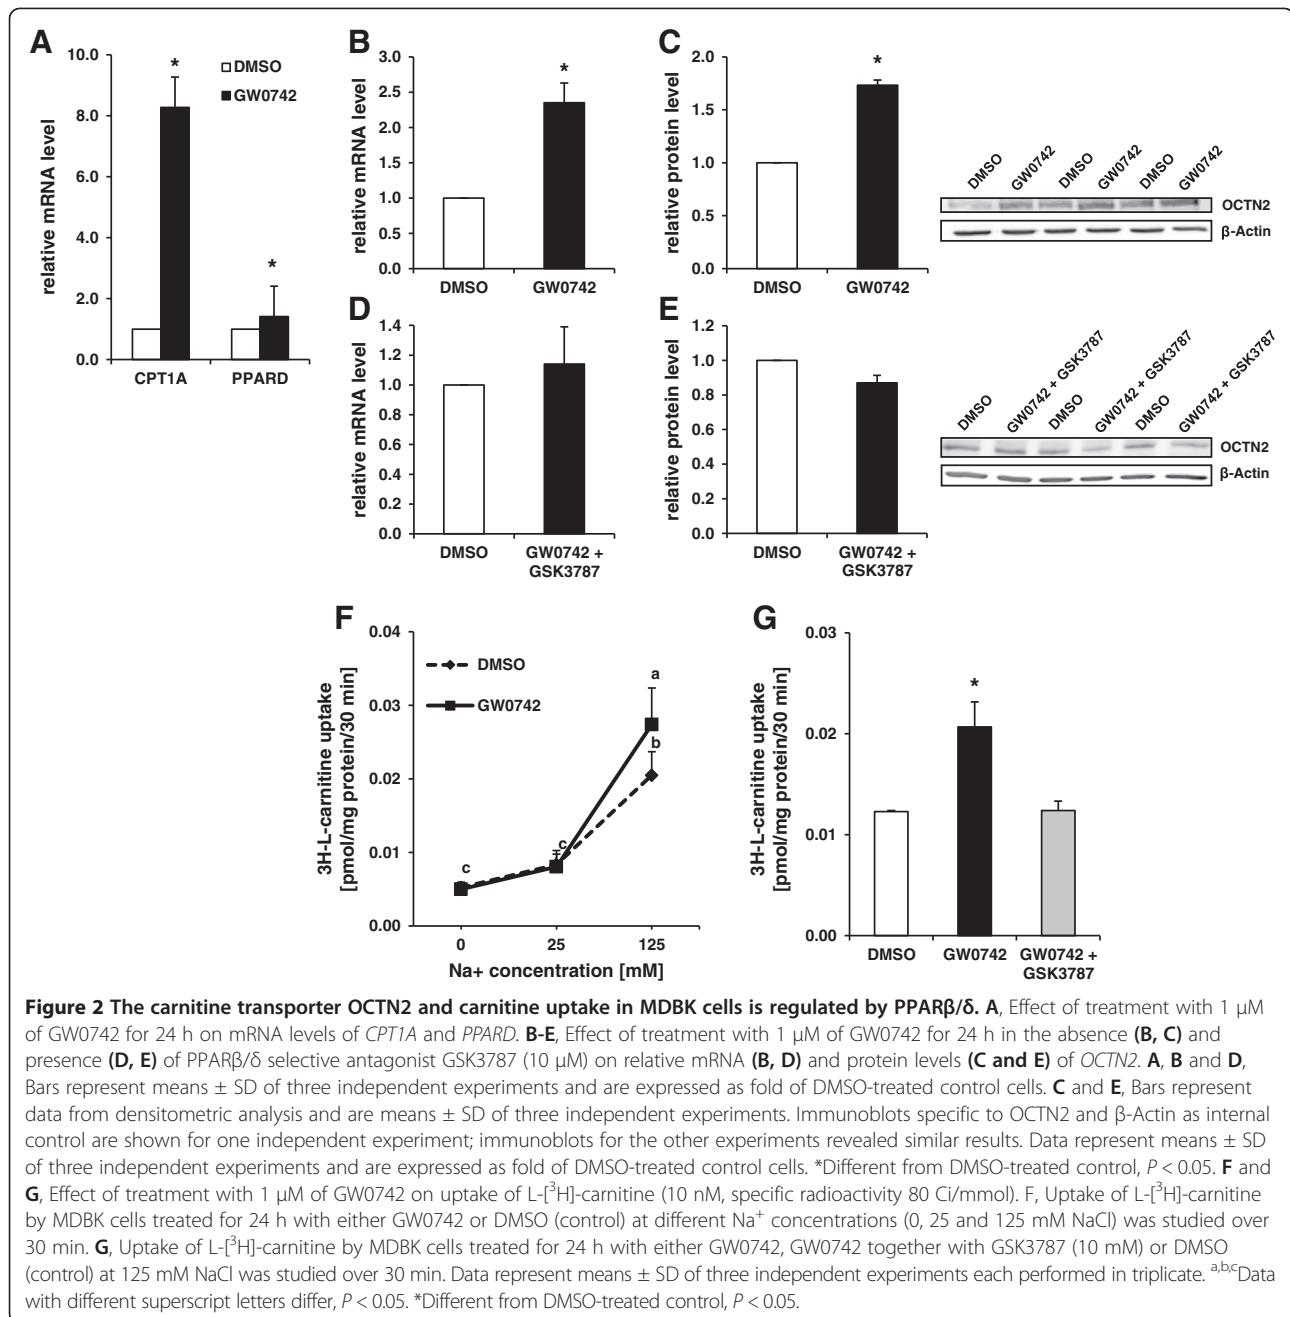 A
relative mRNA level
10.0
8.0
6.0
4.0
2.0
0.0
*
*
DMSO
GW0742
CPT1A
PPARD
B
relative mRNA level
3.0
2.5
2.0
1.5
1.0
0.5
0.0
*
DMSO
GW0742
C
relative protein level
2.0
1.5
1.0
0.5
0.0
*
DMSO
GW0742
DMSO
GW0742
DMSO
GW0742
DMSO
GW0742
OCTN2
β-Actin
D
relative mRNA level
1.4
1.2
1.0
0.8
0.6
0.4
0.2
0.0
DMSO
GW0742 +
GSK3787
E
relative protein level
1.2
1.0
0.8
0.6
0.4
0.2
0.0
DMSO
GW0742 +
GSK3787
DMSO
GW0742 + GSK3787
DMSO
GW0742 + GSK3787
DMSO
GW0742 + GSK3787
OCTN2
β-Actin
F
3H-L-carnitine uptake
[pmol/mg protein/30 min]
0.04
0.03
0.02
0.01
0.00
DMSO
GW0742
a
b
c
c
0
25
125
Na+ concentration [mM]
G
3H-L-carnitine uptake
[pmol/mg protein/30 min]
0.03
0.02
0.01
0.00
*
DMSO
GW0742
GW0742 +
GSK3787
Figure 2 The carnitine transporter OCTN2 and carnitine uptake in MDBK cells is regulated by PPARβ/δ. A, Effect of treatment with 1 μM
of GW0742 for 24 h on mRNA levels of CPT1A and PPARD. B-E, Effect of treatment with 1 μM of GW0742 for 24 h in the absence (B, C) and
presence (D, E) of PPARβ/δ selective antagonist GSK3787 (10 μM) on relative mRNA (B, D) and protein levels (C and E) of OCTN2. A, B and D,
Bars represent means ± SD of three independent experiments and are expressed as fold of DMSO-treated control cells. C and E, Bars represent
data from densitometric analysis and are means ± SD of three independent experiments. Immunoblots specific to OCTN2 and β-Actin as internal
control are shown for one independent experiment; immunoblots for the other experiments revealed similar results. Data represent means ± SD
of three independent experiments and are expressed as fold of DMSO-treated control cells. *Different from DMSO-treated control, P < 0.05. F and
G, Effect of treatment with 1 μM of GW0742 on uptake of L-[³H]-carnitine (10 nM, specific radioactivity 80 Ci/mmol). F, Uptake of L-[³H]-carnitine
by MDBK cells treated for 24 h with either GW0742 or DMSO (control) at different Na⁺ concentrations (0, 25 and 125 mM NaCl) was studied over
30 min. G, Uptake of L-[³H]-carnitine by MDBK cells treated for 24 h with either GW0742, GW0742 together with GSK3787 (10 mM) or DMSO
(control) at 125 mM NaCl was studied over 30 min. Data represent means ± SD of three independent experiments each performed in triplicate. ᵃ,ᵇ,ᶜData
with different superscript letters differ, P < 0.05. *Different from DMSO-treated control, P < 0.05.